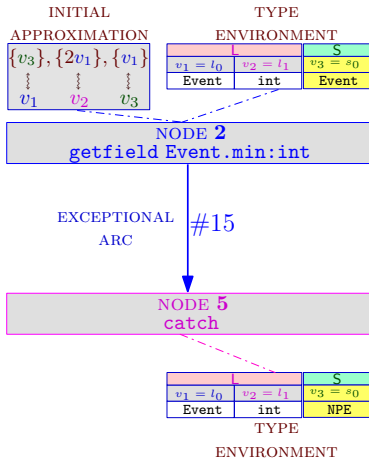 INITIAL APPROXIMATION
{v₃}, {2v₁}, {v₁}
v₁ v₂ v₃
TYPE ENVIRONMENT
L S
v₁ = l₀ v₂ = l₁ v₃ = s₀
Event int Event
NODE 2
getfield Event.min:int
EXCEPTIONAL ARC
#15
NODE 5
catch
L S
v₁ = l₀ v₂ = l₁ v₃ = s₀
Event int NPE
TYPE
ENVIRONMENT